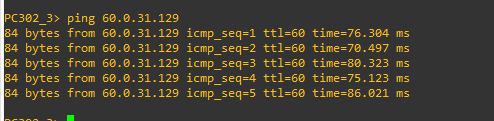 PC302_3> ping 60.0.31.129
84 bytes from 60.0.31.129 icmp_seq=1 ttl=60 time=76.304 ms
84 bytes from 60.0.31.129 icmp_seq=2 ttl=60 time=70.497 ms
84 bytes from 60.0.31.129 icmp_seq=3 ttl=60 time=80.323 ms
84 bytes from 60.0.31.129 icmp_seq=4 ttl=60 time=75.123 ms
84 bytes from 60.0.31.129 icmp_seq=5 ttl=60 time=86.021 ms
PC302_3>